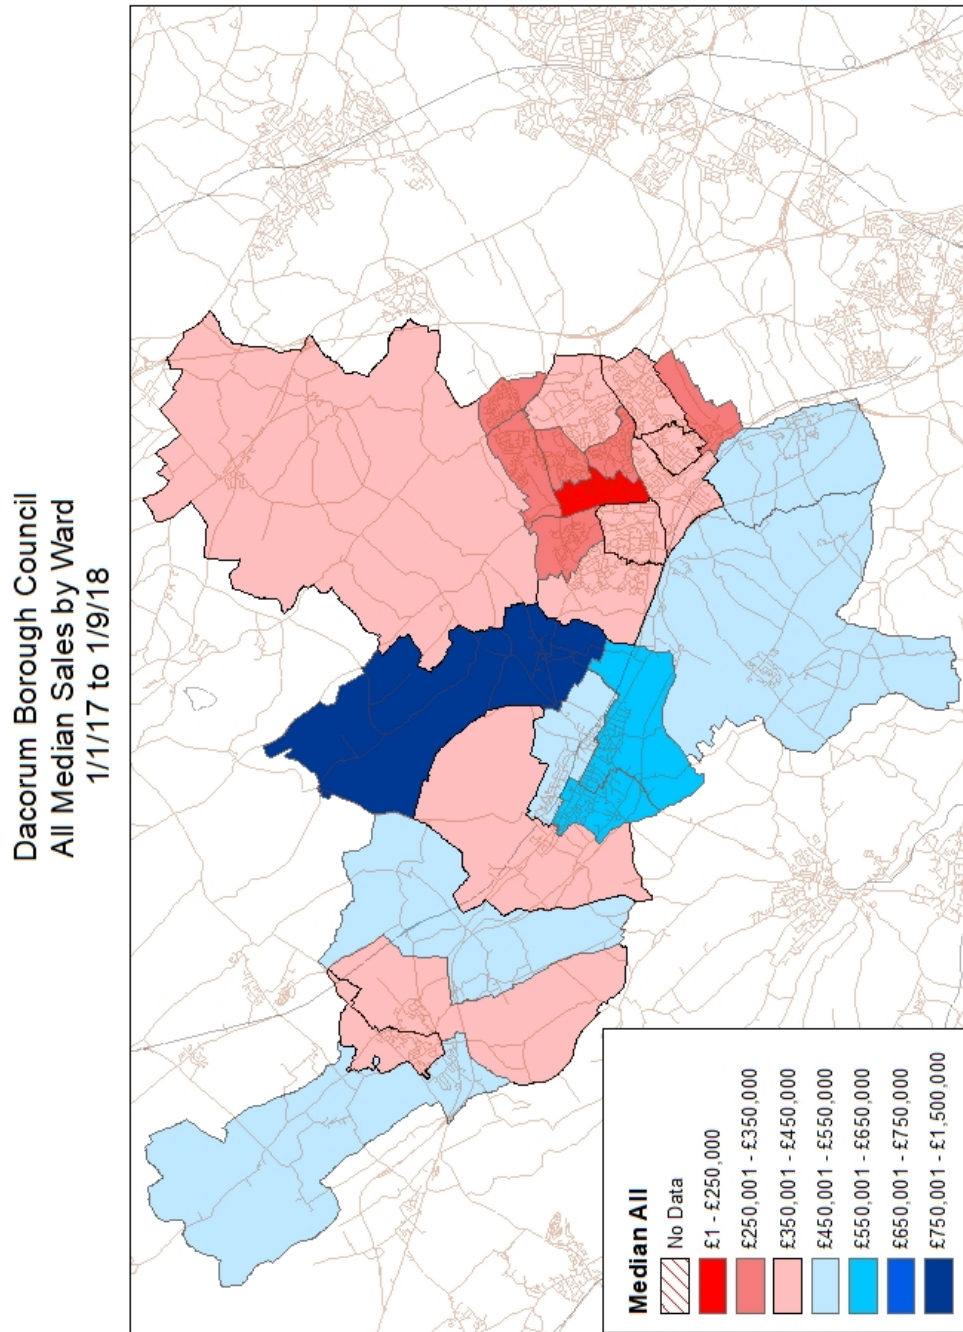 Dacorum Borough Council
All Median Sales by Ward
1/1/17 to 1/9/18
Median All
No Data
£1 - £250,000
£250,001 - £350,000
£350,001 - £450,000
£450,001 - £550,000
£550,001 - £650,000
£650,001 - £750,000
£750,001 - £1,500,000